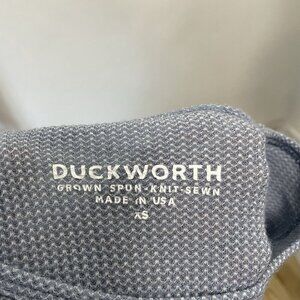 DUCKWORTH
GROWN-SPUN-KNIT-SEWN
MADE IN USA
XS